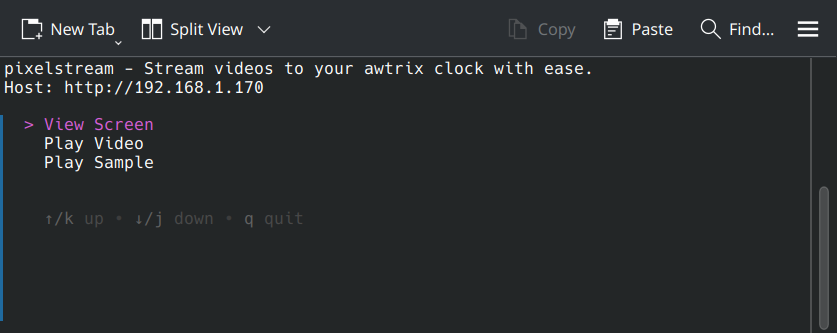 New Tab Split View Copy Paste Find...
pixelstream - Stream videos to your awtrix clock with ease.
Host: http://192.168.1.170
> View Screen
Play Video
Play Sample
↑/k up • ↓/j down • q quit